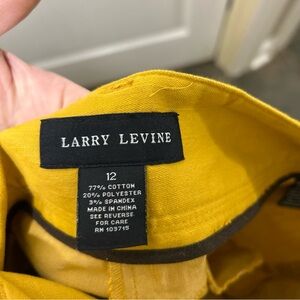 LARRY LEVINE
12
77% COTTON
20% POLYESTER
3% SPANDEX
MADE IN CHINA
SEE REVERSE
FOR CARE
RN 103715